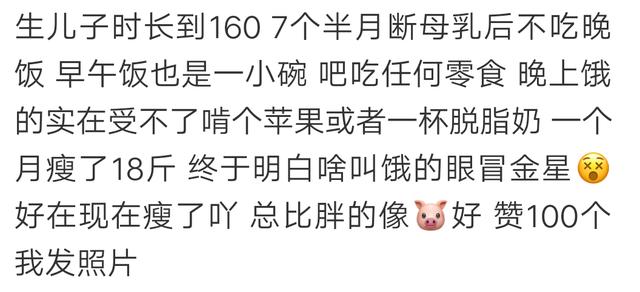 生儿子时长到160 7个半月断母乳后不吃晚
饭 早午饭也是一小碗 吧吃任何零食 晚上饿
的实在受不了啃个苹果或者一杯脱脂奶 一个
月瘦了18斤 终于明白啥叫饿的眼冒金星😵
好在现在瘦了吖 总比胖的像🐷好 赞100个
我发照片